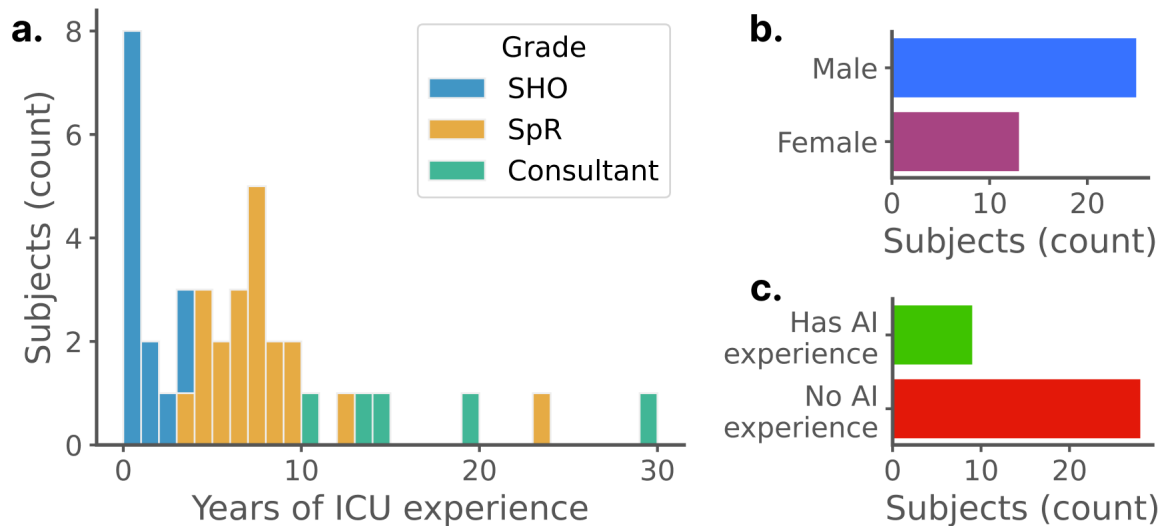 a.
8
6
4
2
0
Subjects (count)
Grade
SHO
SpR
Consultant
0
10
20
30
Years of ICU experience
b.
Male
Female
0
10
20
Subjects (count)
c.
Has AI
experience
No AI
experience
0
10
20
Subjects (count)